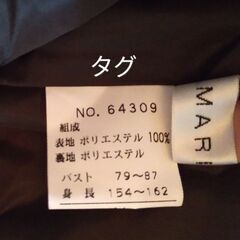 タグ
NO. 64309
組成
表地 ポリエステル 100%
裏地 ポリエステル
バスト 79~87
身長 154~162
MARI